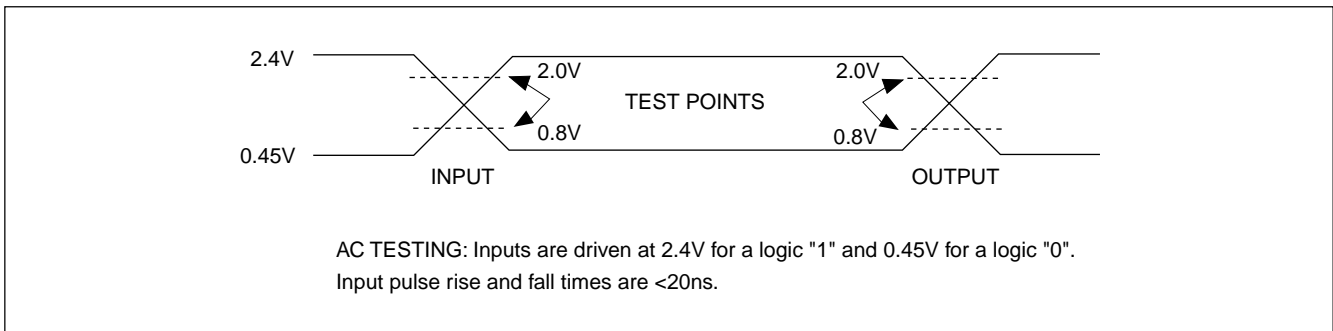 2.4V
2.0V
2.0V
TEST POINTS
0.8V
0.8V
0.45V
INPUT
OUTPUT
AC TESTING: Inputs are driven at 2.4V for a logic "1" and 0.45V for a logic "0".
Input pulse rise and fall times are <20ns.